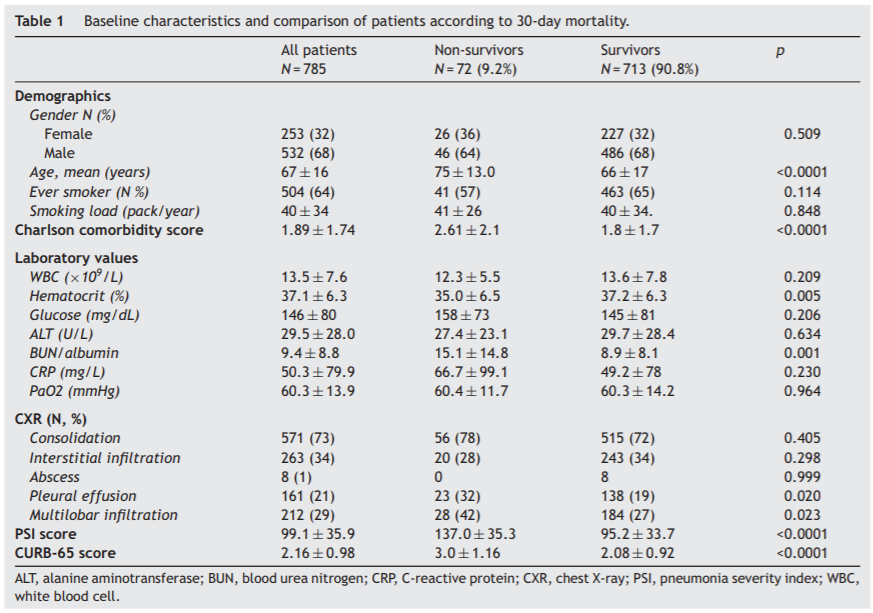 Table 1 Baseline characteristics and comparison of patients according to 30-day mortality.
All patients Non-survivors Survivors p
N = 785 N = 72 (9.2%) N = 713 (90.8%)
Demographics
Gender N (%)
Female 253 (32) 26 (36) 227 (32) 0.509
Male 532 (68) 46 (64) 486 (68)
Age, mean (years) 67 ± 16 75 ± 13.0 66 ± 17 <0.0001
Ever smoker (N %) 504 (64) 41 (57) 463 (65) 0.114
Smoking load (pack/year) 40 ± 34 41 ± 26 40 ± 34. 0.848
Charlson comorbidity score 1.89 ± 1.74 2.61 ± 2.1 1.8 ± 1.7 <0.0001
Laboratory values
WBC (×10⁹/L) 13.5 ± 7.6 12.3 ± 5.5 13.6 ± 7.8 0.209
Hematocrit (%) 37.1 ± 6.3 35.0 ± 6.5 37.2 ± 6.3 0.005
Glucose (mg/dL) 146 ± 80 158 ± 73 145 ± 81 0.206
ALT (U/L) 29.5 ± 28.0 27.4 ± 23.1 29.7 ± 28.4 0.634
BUN/albumin 9.4 ± 8.8 15.1 ± 14.8 8.9 ± 8.1 0.001
CRP (mg/L) 50.3 ± 79.9 66.7 ± 99.1 49.2 ± 78 0.230
PaO2 (mmHg) 60.3 ± 13.9 60.4 ± 11.7 60.3 ± 14.2 0.964
CXR (N, %)
Consolidation 571 (73) 56 (78) 515 (72) 0.405
Interstitial infiltration 263 (34) 20 (28) 243 (34) 0.298
Abscess 8 (1) 0 8 0.999
Pleural effusion 161 (21) 23 (32) 138 (19) 0.020
Multilobar infiltration 212 (29) 28 (42) 184 (27) 0.023
PSI score 99.1 ± 35.9 137.0 ± 35.3 95.2 ± 33.7 <0.0001
CURB-65 score 2.16 ± 0.98 3.0 ± 1.16 2.08 ± 0.92 <0.0001
ALT, alanine aminotransferase; BUN, blood urea nitrogen; CRP, C-reactive protein; CXR, chest X-ray; PSI, pneumonia severity index; WBC,
white blood cell.